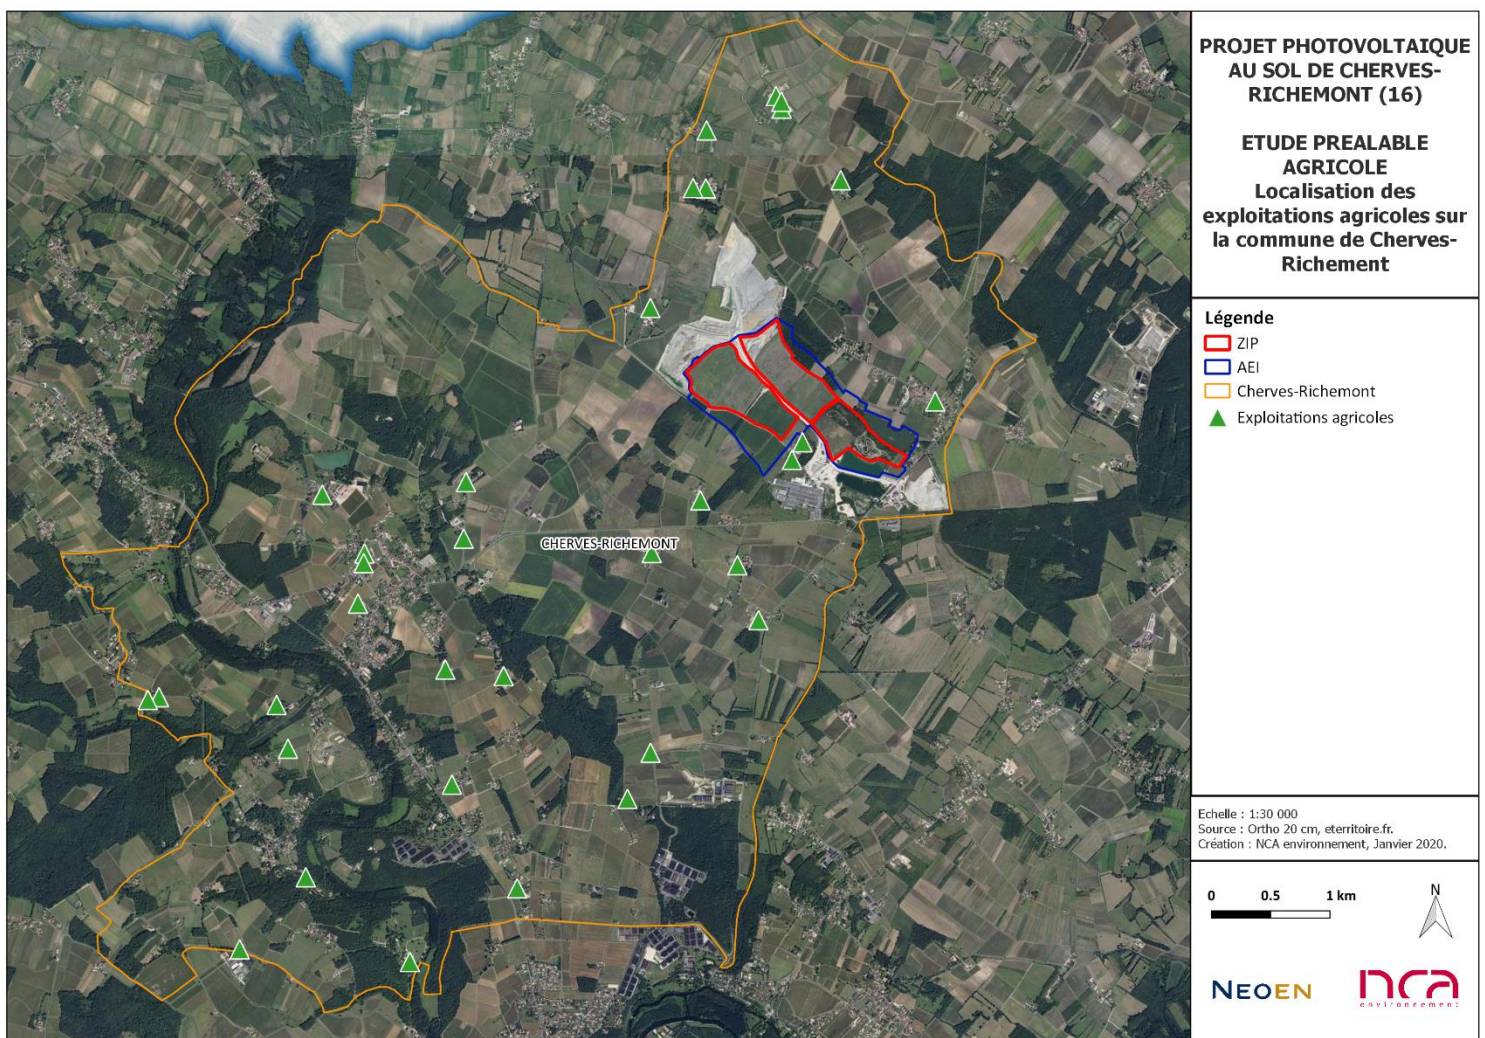 PROJET PHOTOVOLTAIQUE
AU SOL DE CHERVES-
RICHEMONT (16)
ETUDE PREALABLE
AGRICOLE
Localisation des
exploitations agricoles sur
la commune de Cherves-
Richement
Légende
ZIP
AEI
Cherves-Richemont
Exploitations agricoles
CHERVES-RICHEMONT
Echelle : 1:30 000
Source : Ortho 20 cm, eterritoire.fr.
Création : NCA environnement, Janvier 2020.
0 0.5 1 km
N
NEOEN
nca
environnement